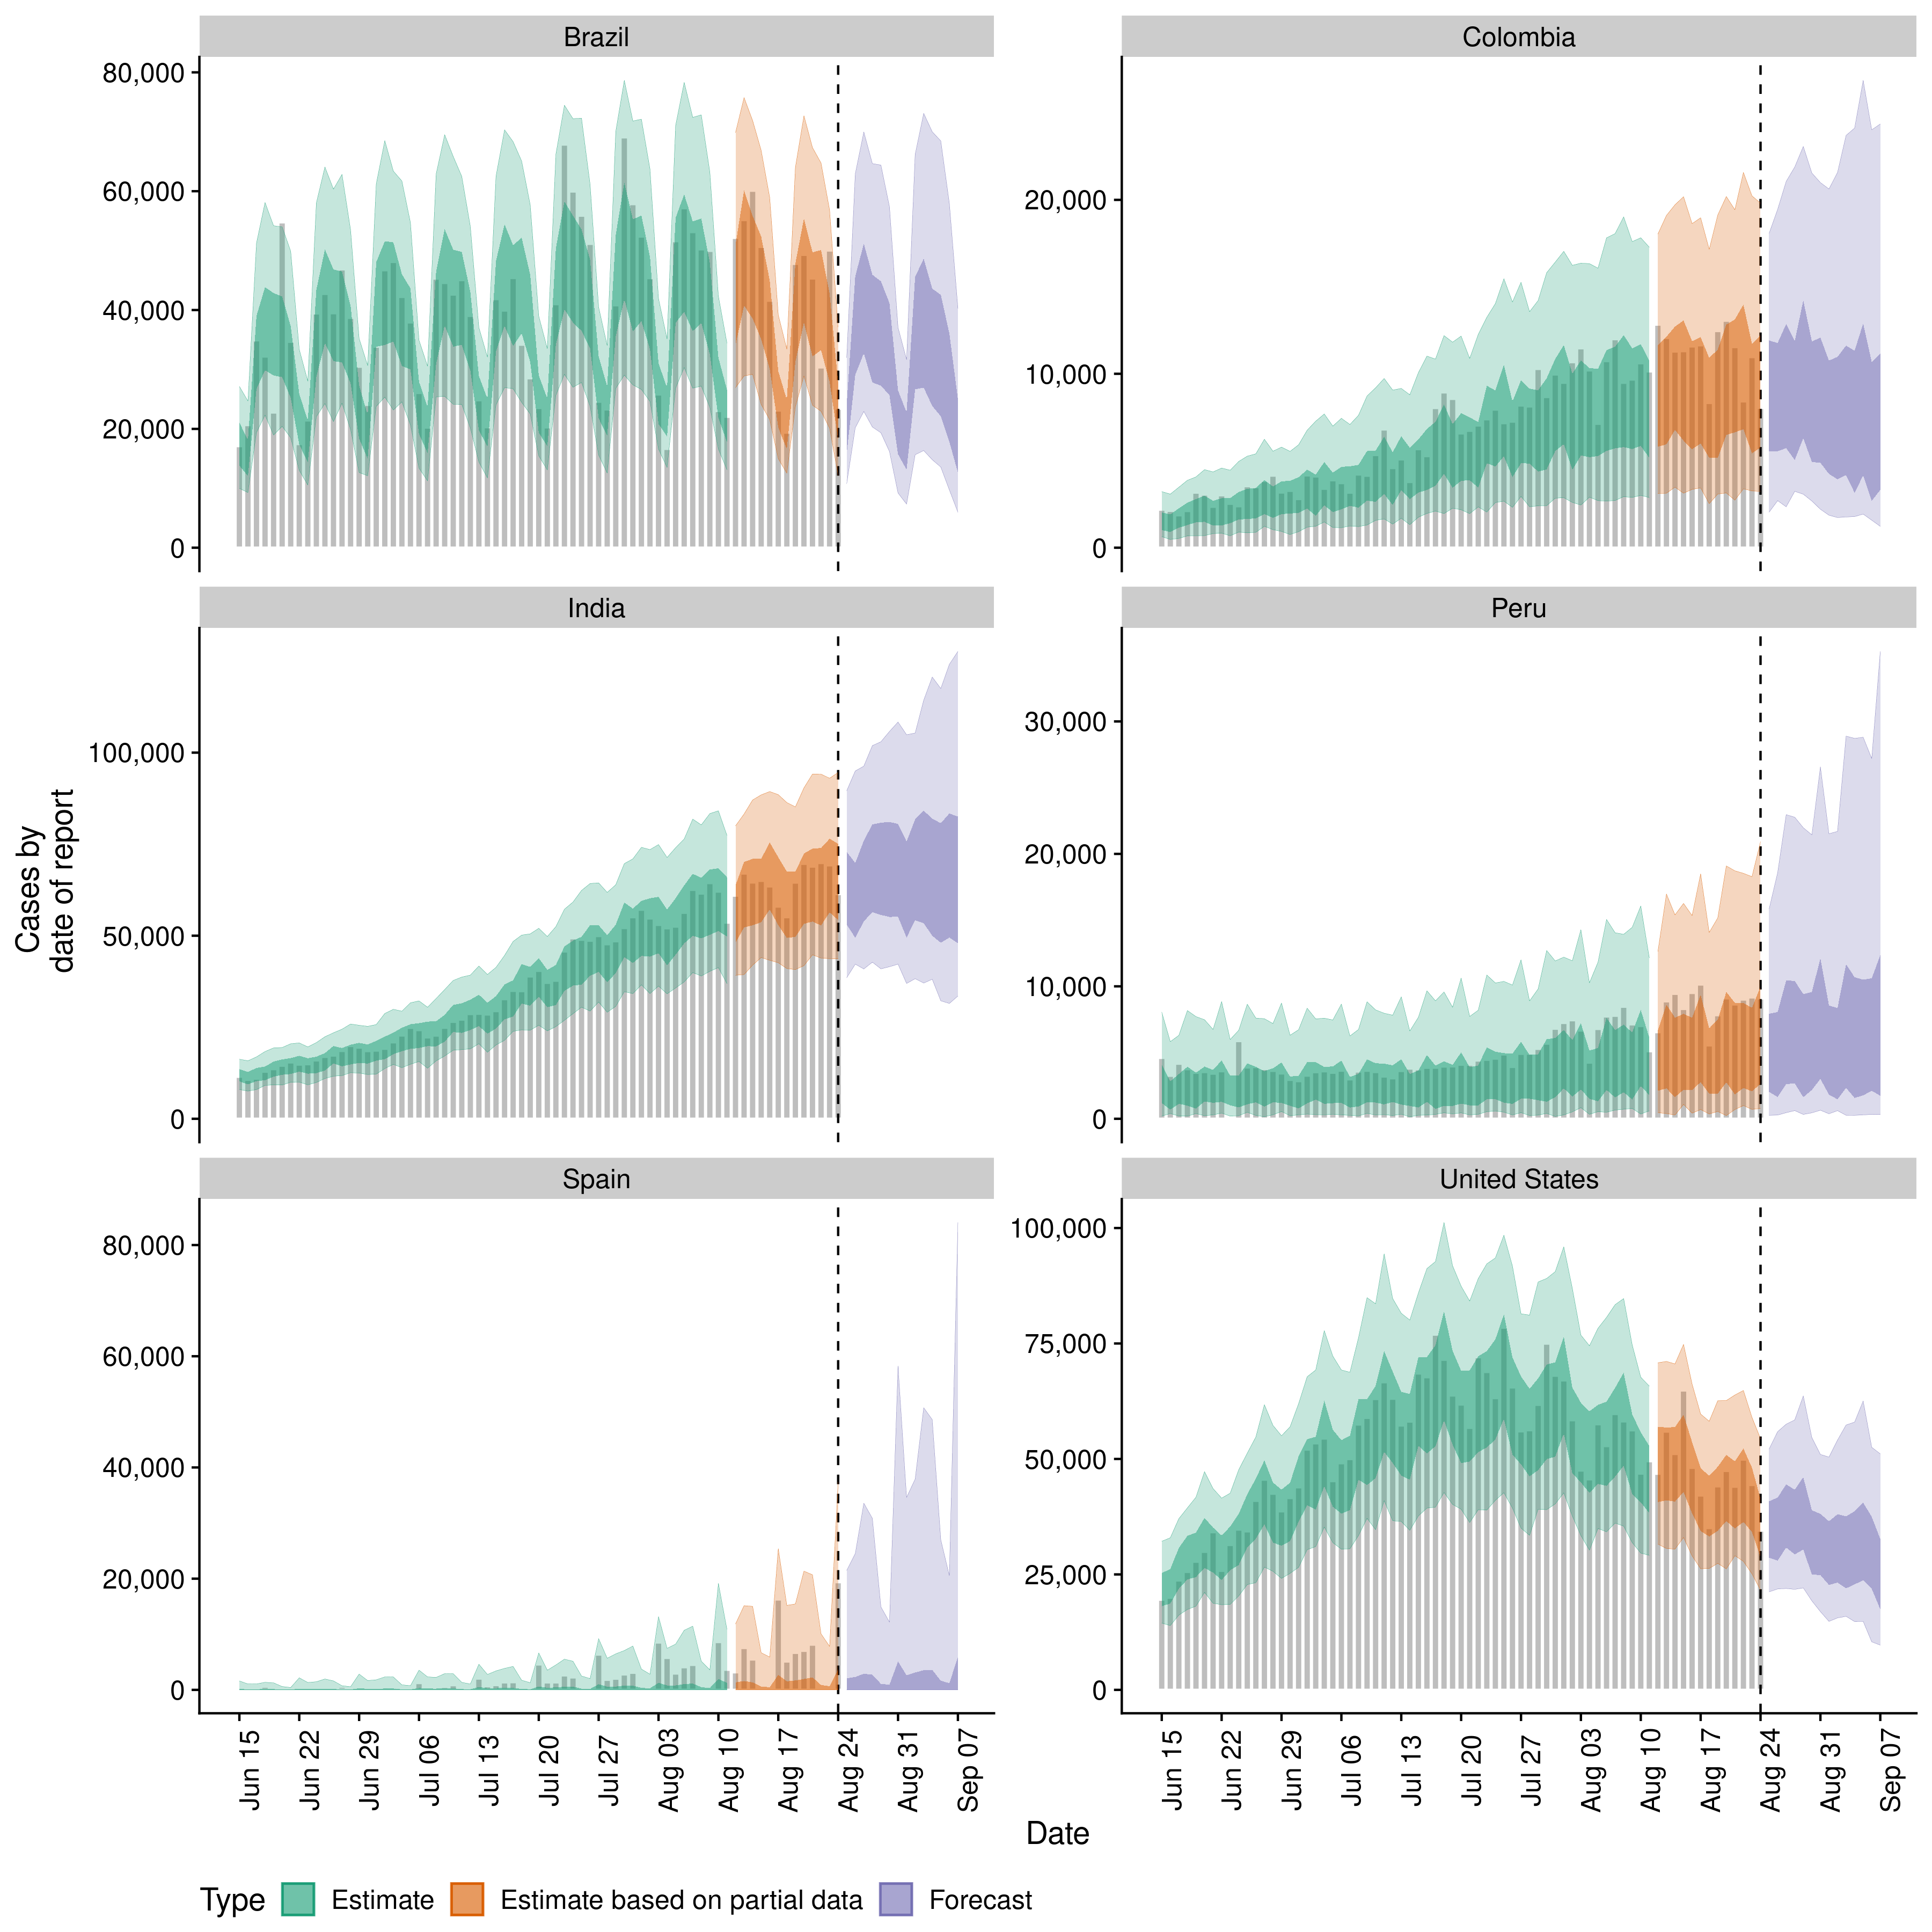 Brazil
Colombia
80,000
60,000
40,000
20,000
0
20,000
10,000
0
India
Peru
100,000
50,000
0
30,000
20,000
10,000
0
Spain
United States
80,000
60,000
40,000
20,000
0
100,000
75,000
50,000
25,000
0
Cases by
date of report
Jun 15
Jun 22
Jun 29
Jul 06
Jul 13
Jul 20
Jul 27
Aug 03
Aug 10
Aug 17
Aug 24
Aug 31
Sep 07
Jun 15
Jun 22
Jun 29
Jul 06
Jul 13
Jul 20
Jul 27
Aug 03
Aug 10
Aug 17
Aug 24
Aug 31
Sep 07
Date
Type Estimate Estimate based on partial data Forecast